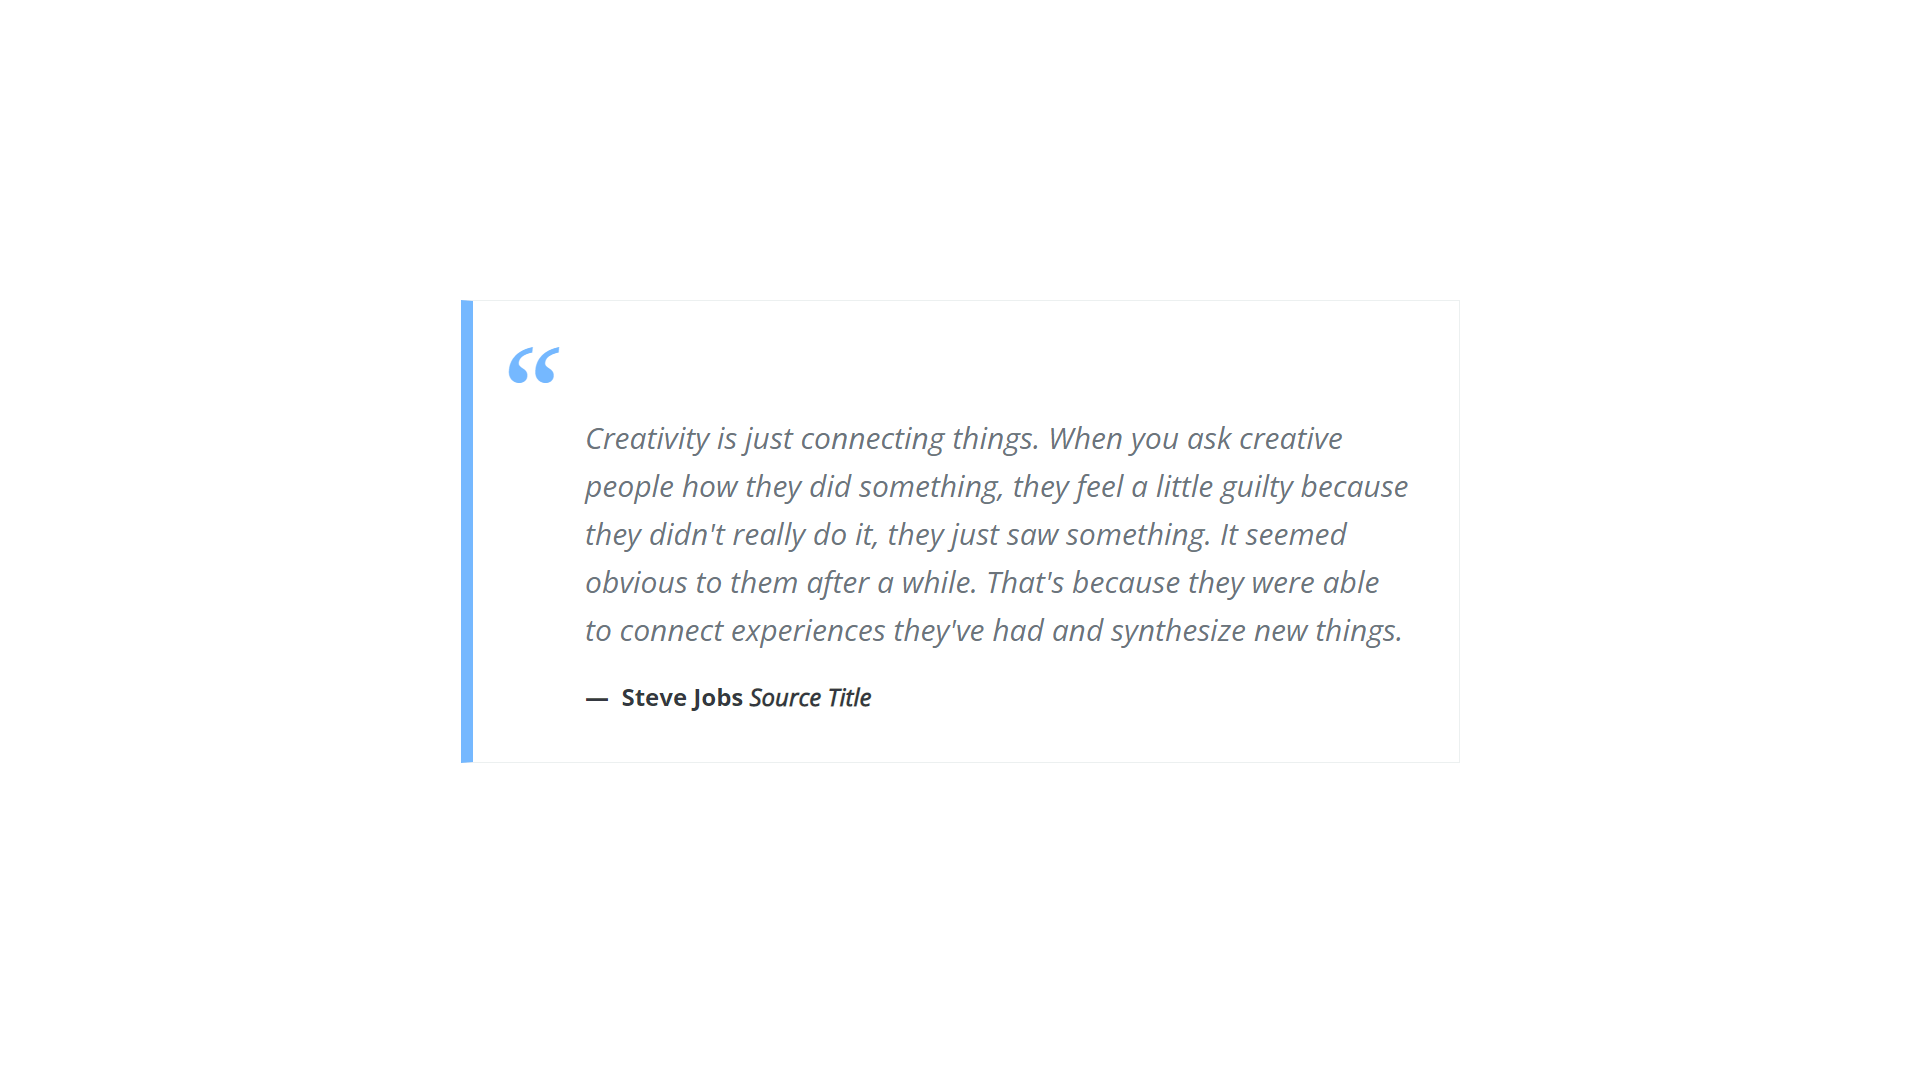 “
Creativity is just connecting things. When you ask creative
people how they did something, they feel a little guilty because
they didn't really do it, they just saw something. It seemed
obvious to them after a while. That's because they were able
to connect experiences they've had and synthesize new things.
— Steve Jobs Source Title